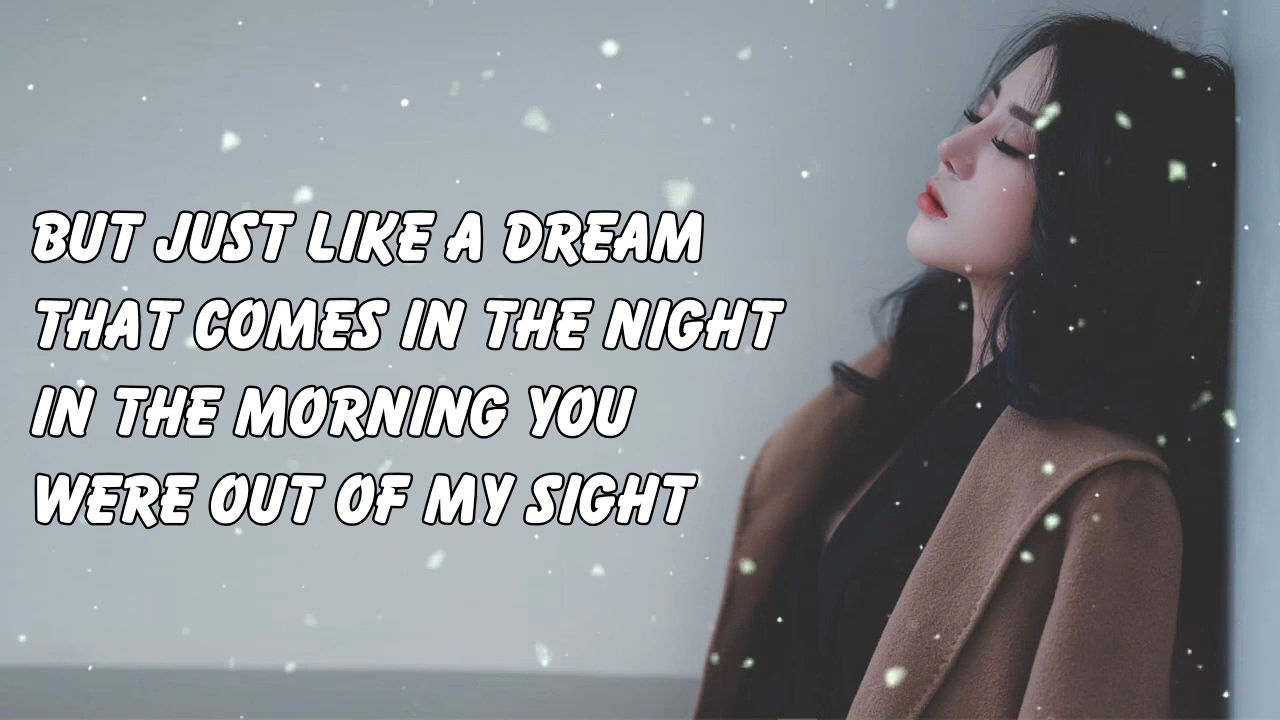 BUT JUST LIKE A DREAM
THAT COMES IN THE NIGHT
IN THE MORNING YOU
WERE OUT OF MY SIGHT